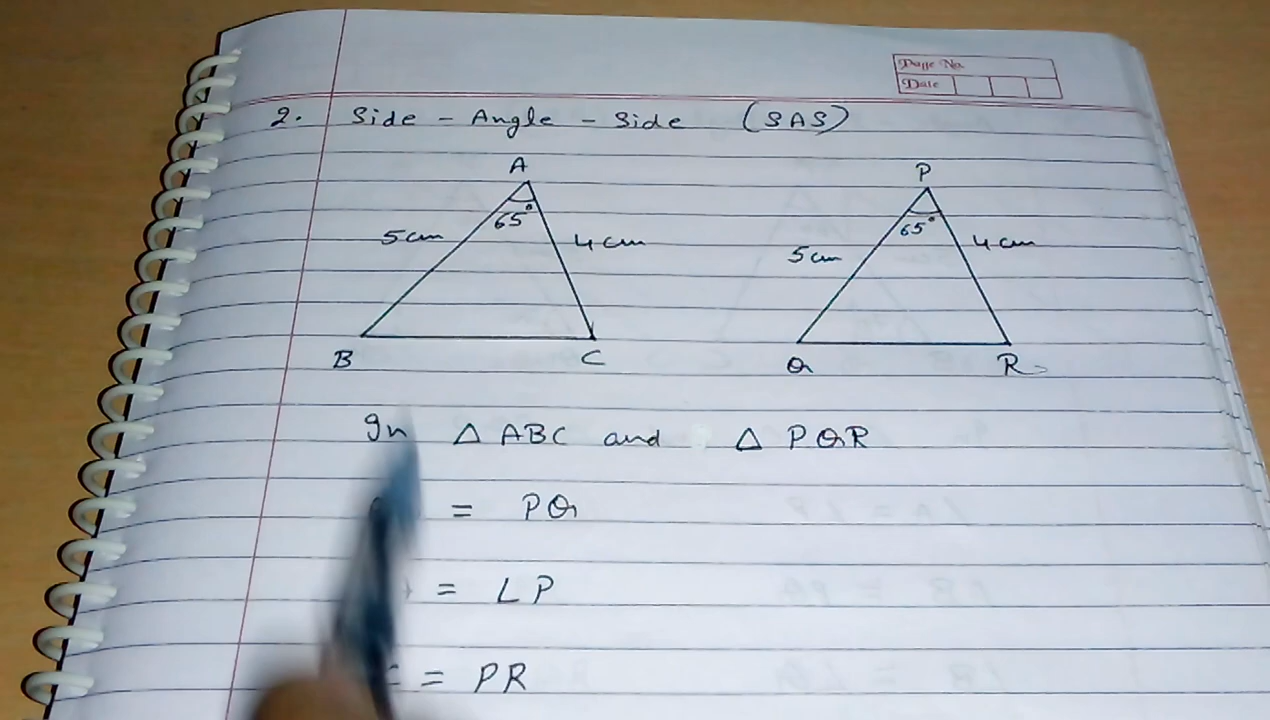 Page No.
Date
2. Side - Angle - Side (SAS)
A
P
65°
65°
5cm
4cm
5cm
4cm
B
C
Q
R
In △ ABC and △ PQR
= PQ
= ∠P
= PR